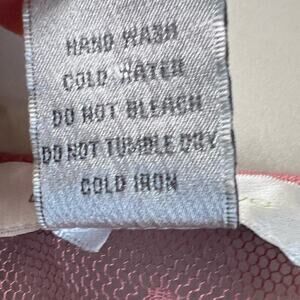 HAND WASH
COLD WATER
DO NOT BLEACH
DO NOT TUMBLE DRY
COLD IRON